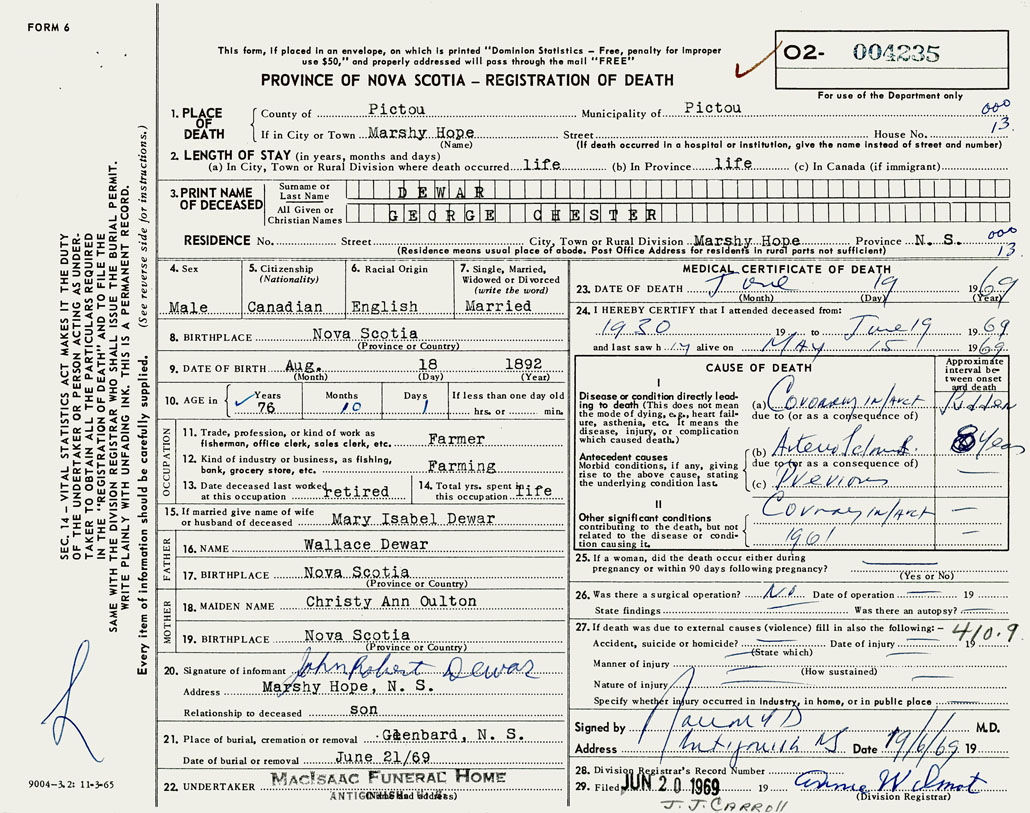 FORM 6
This form, if placed in an envelope, on which is printed "Dominion Statistics — Free, penalty for improper
use $50," and properly addressed will pass through the mail "FREE"
PROVINCE OF NOVA SCOTIA — REGISTRATION OF DEATH
O2- 004235
For use of the Department only
SEC. 14 – VITAL STATISTICS ACT MAKES IT THE DUTY
OF THE UNDERTAKER OR PERSON ACTING AS UNDER-
TAKER TO OBTAIN ALL THE PARTICULARS REQUIRED
IN THE "REGISTRATION OF DEATH" AND TO FILE THE
SAME WITH THE DIVISION REGISTRAR WHO SHALL ISSUE THE BURIAL PERMIT.
WRITE PLAINLY WITH UNFADING INK. THIS IS A PERMANENT RECORD.
Every item of information should be carefully supplied. (See reverse side for instructions.)
9004–3.2: 11-3-65
1. PLACE OF DEATH
County of Pictou Municipality of Pictou 000
If in City or Town Marshy Hope Street House No. 13
(Name) (If death occurred in a hospital or institution, give the name instead of street and number)
2. LENGTH OF STAY (in years, months and days)
(a) In City, Town or Rural Division where death occurred life (b) In Province life (c) In Canada (if immigrant)
3. PRINT NAME OF DECEASED
Surname or Last Name DEWAR
All Given or Christian Names GEORGE CHESTER
RESIDENCE No. Street City, Town or Rural Division Marshy Hope Province N. S. 000 13
(Residence means usual place of abode. Post Office Address for residents in rural parts not sufficient)
4. Sex
Male
5. Citizenship
(Nationality)
Canadian
6. Racial Origin
English
7. Single, Married,
Widowed or Divorced
(write the word)
Married
8. BIRTHPLACE Nova Scotia
(Province or Country)
9. DATE OF BIRTH Aug. 18 1892
(Month) (Day) (Year)
10. AGE in Years 76 Months 10 Days 1 If less than one day old
hrs. or min.
OCCUPATION
11. Trade, profession, or kind of work as
fisherman, office clerk, sales clerk, etc. Farmer
12. Kind of industry or business, as fishing,
bank, grocery store, etc. Farming
13. Date deceased last worked
at this occupation retired
14. Total yrs. spent in
this occupation life
15. If married give name of wife
or husband of deceased Mary Isabel Dewar
FATHER
16. NAME Wallace Dewar
17. BIRTHPLACE Nova Scotia
(Province or Country)
MOTHER
18. MAIDEN NAME Christy Ann Oulton
19. BIRTHPLACE Nova Scotia
(Province or Country)
20. Signature of informant John Robert Dewar
Address Marshy Hope, N. S.
Relationship to deceased son
21. Place of burial, cremation or removal Glenbard, N. S.
Date of burial or removal June 21/69
22. UNDERTAKER MACISAAC FUNERAL HOME
(Name and address)
MEDICAL CERTIFICATE OF DEATH
23. DATE OF DEATH June 19 1969
(Month) (Day) (Year)
24. I HEREBY CERTIFY that I attended deceased from:
1930 19 to June 19 1969
and last saw him alive on MAY 15 1969
CAUSE OF DEATH
Approximate
interval be-
tween onset
and death
I
Disease or condition directly lead-
ing to death (This does not mean
the mode of dying, e.g., heart fail-
ure, asthenia, etc. It means the
disease, injury, or complication
which caused death.)
(a) Coronary infarct Sudden
due to (or as a consequence of)
Antecedent causes
Morbid conditions, if any, giving
rise to the above cause, stating
the underlying condition last.
(b) 8 Years
due to (or as a consequence of)
(c) Previous
II
Other significant conditions
contributing to the death, but not
related to the disease or condi-
tion causing it.
Coronary infarct
1961
25. If a woman, did the death occur either during
pregnancy or within 90 days following pregnancy?
(Yes or No)
26. Was there a surgical operation? No Date of operation 19
State findings Was there an autopsy?
27. If death was due to external causes (violence) fill in also the following: – 410.9
Accident, suicide or homicide? Date of injury 19
(State which)
Manner of injury
(How sustained)
Nature of injury
Specify whether injury occurred in Industry, in home, or in public place
Signed by M.D.
Address Antigonish NS Date 19/6/69 19
28. Division Registrar's Record Number
29. Filed JUN 20 1969 19 Wilmot
(Division Registrar)
J. J. CARROLL